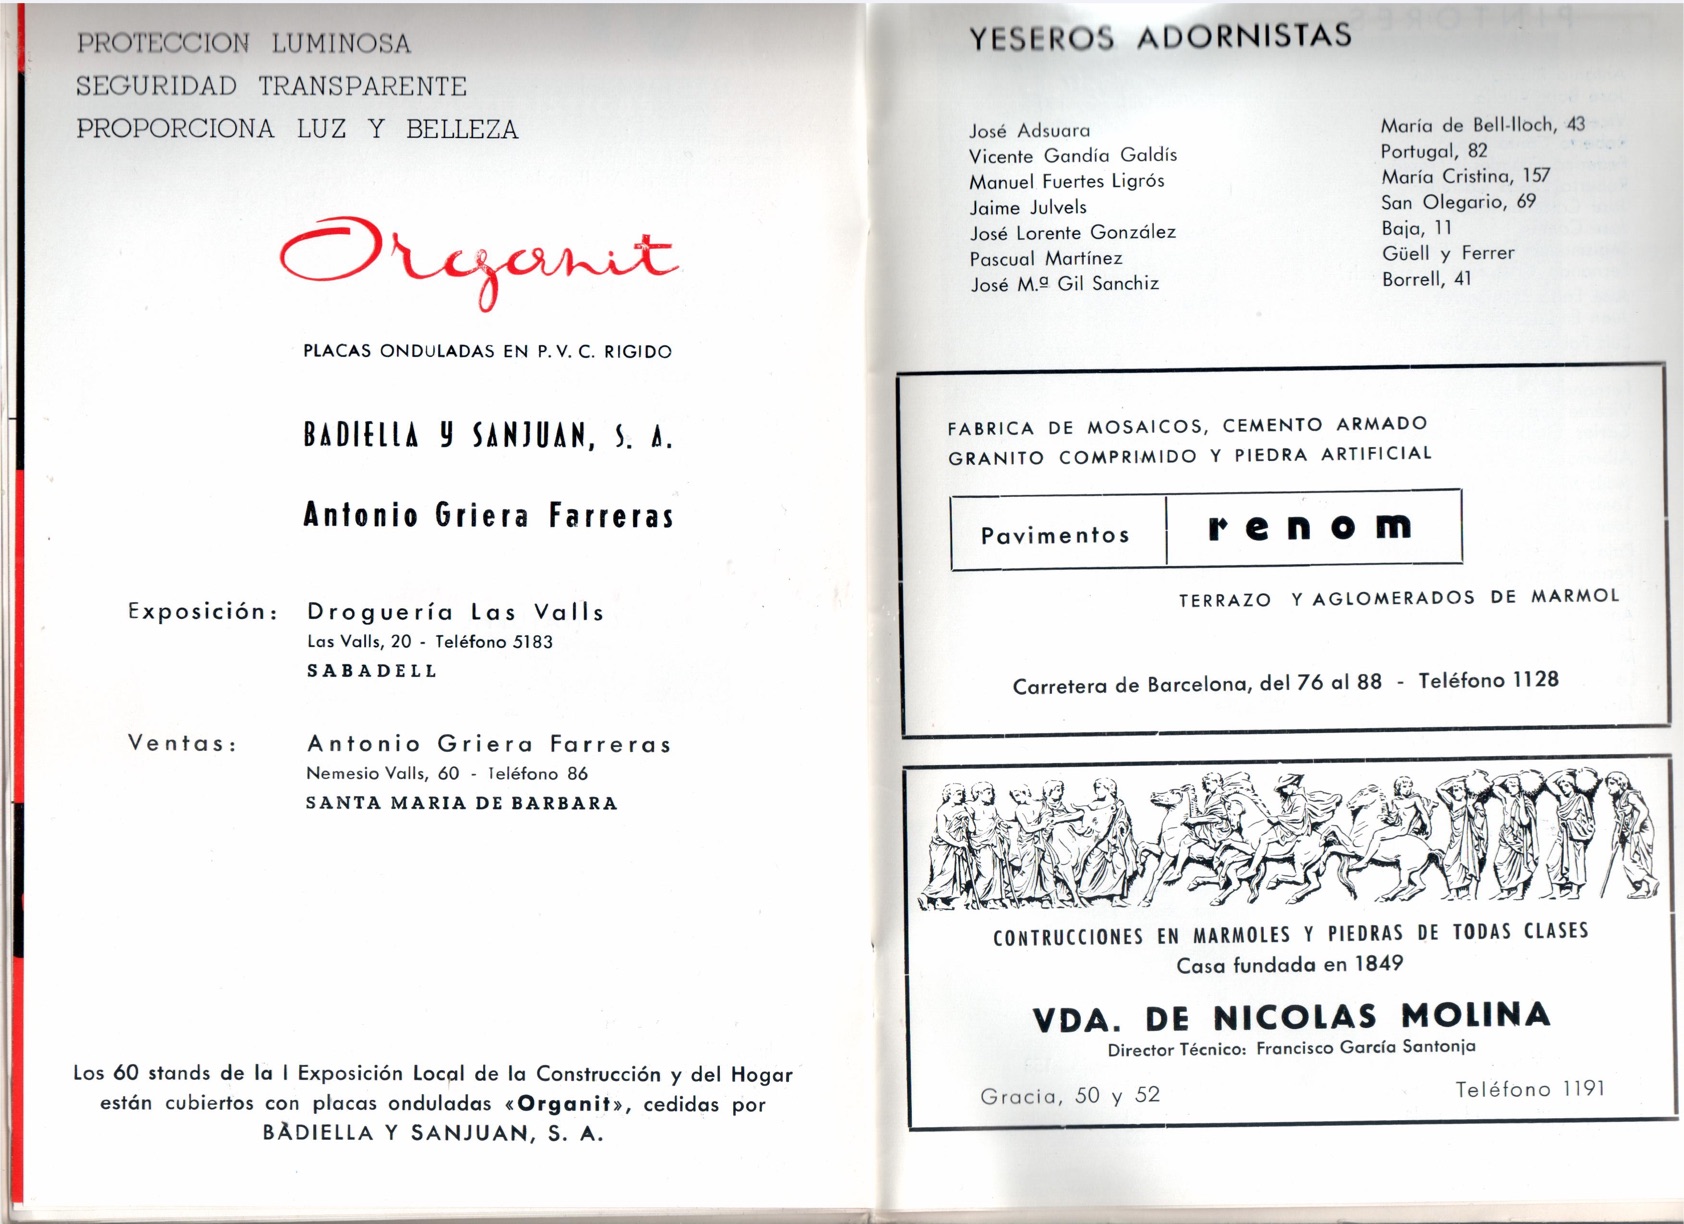 PROTECCION LUMINOSA
SEGURIDAD TRANSPARENTE
PROPORCIONA LUZ Y BELLEZA
Organit
PLACAS ONDULADAS EN P. V. C. RIGIDO
BADIELLA Y SANJUAN, S. A.
Antonio Griera Farreras
Exposición: Droguería Las Valls
Las Valls, 20 - Teléfono 5183
SABADELL
Ventas: Antonio Griera Farreras
Nemesio Valls, 60 - Teléfono 86
SANTA MARIA DE BARBARA
Los 60 stands de la I Exposición Local de la Construcción y del Hogar
están cubiertos con placas onduladas «Organit», cedidas por
BADIELLA Y SANJUAN, S. A.
YESEROS ADORNISTAS
José Adsuara María de Bell-lloch, 43
Vicente Gandía Galdís Portugal, 82
Manuel Fuertes Ligrós María Cristina, 157
Jaime Julvels San Olegario, 69
José Lorente González Baja, 11
Pascual Martínez Güell y Ferrer
José M.ª Gil Sanchiz Borrell, 41
FABRICA DE MOSAICOS, CEMENTO ARMADO
GRANITO COMPRIMIDO Y PIEDRA ARTIFICIAL
Pavimentos renom
TERRAZO Y AGLOMERADOS DE MARMOL
Carretera de Barcelona, del 76 al 88 - Teléfono 1128
CONTRUCCIONES EN MARMOLES Y PIEDRAS DE TODAS CLASES
Casa fundada en 1849
VDA. DE NICOLAS MOLINA
Director Técnico: Francisco García Santonja
Gracia, 50 y 52 Teléfono 1191